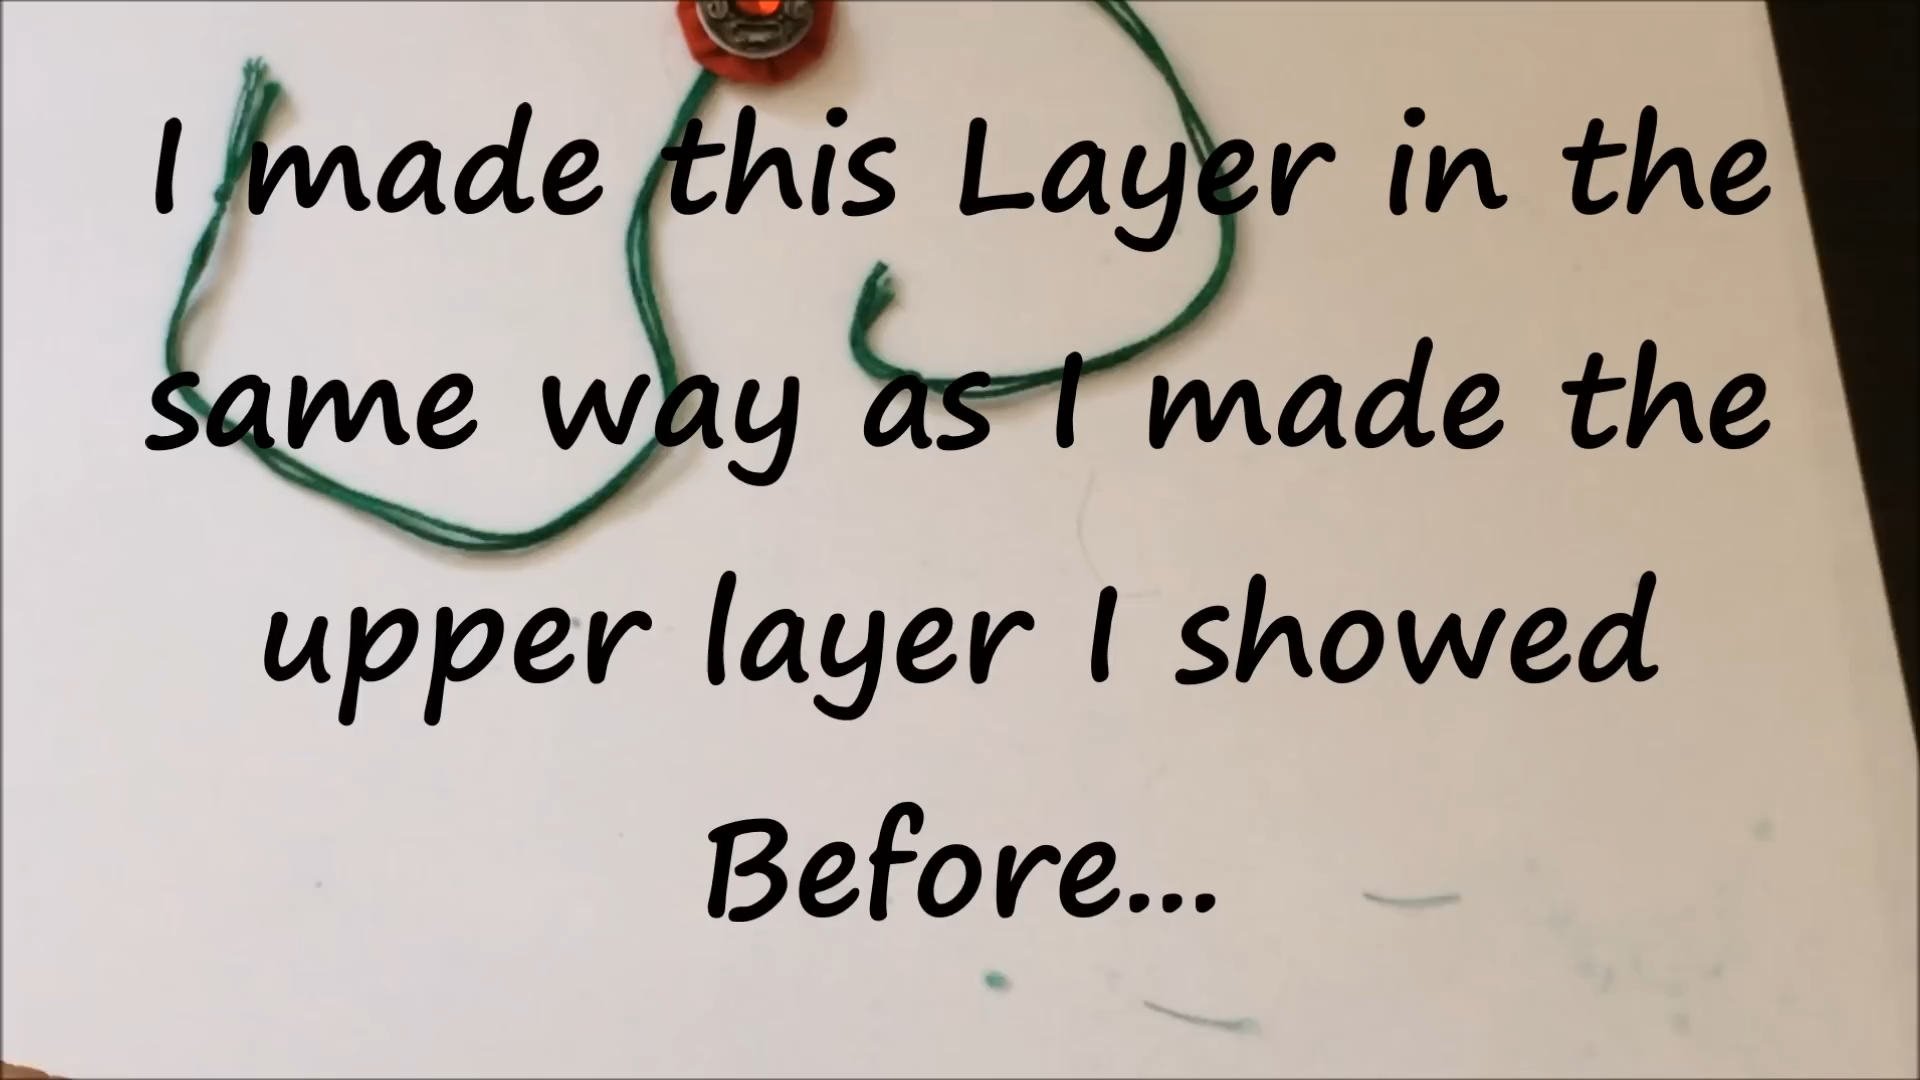 I made this Layer in the
same way as I made the
upper layer I showed
Before...